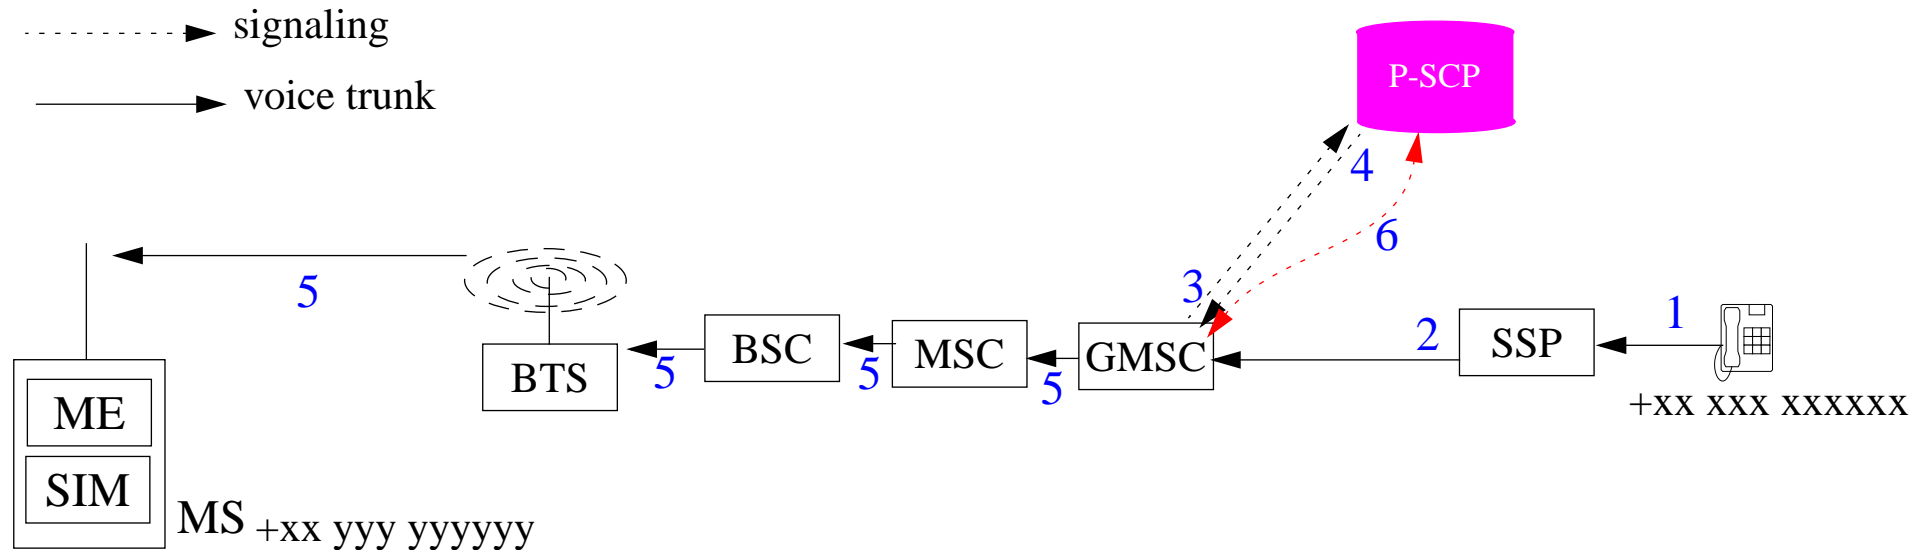 signaling
voice trunk
P-SCP
4
6
3
5
1
2
SSP
BSC
MSC
GMSC
BTS
5
5
5
+xx xxx xxxxxx
ME
SIM
MS +xx yyy yyyyyy